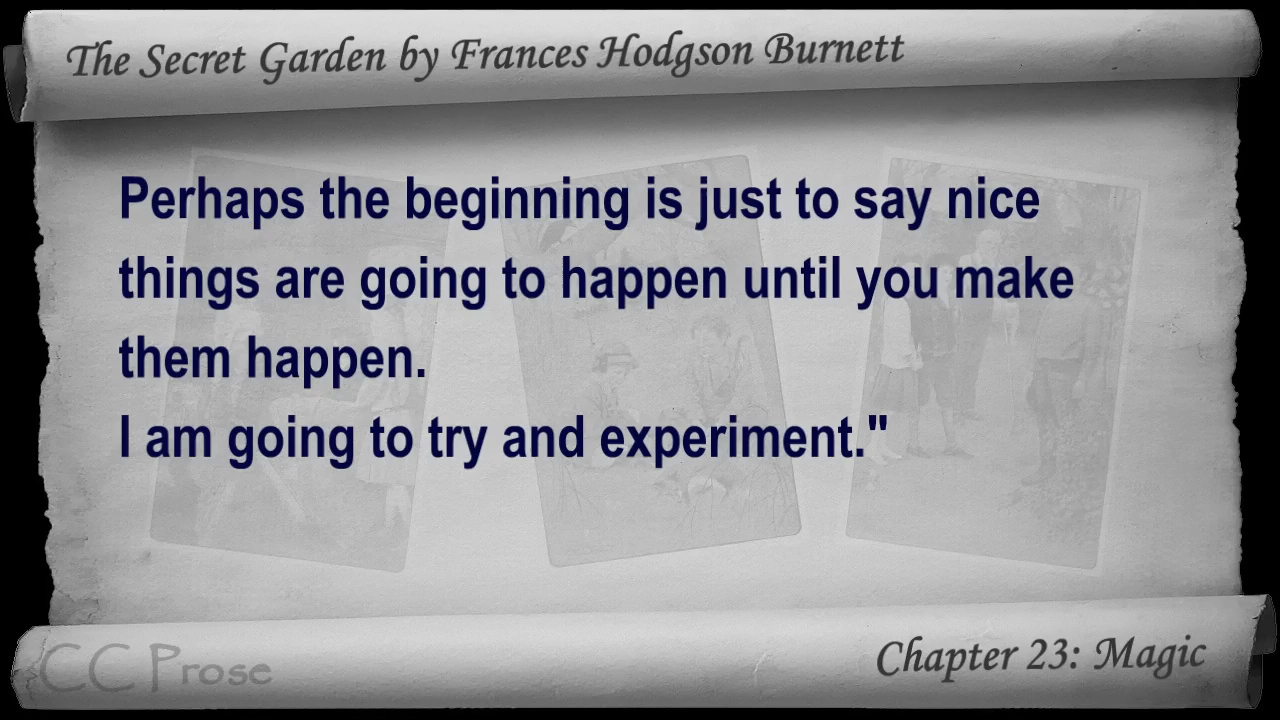 The Secret Garden by Frances Hodgson Burnett
Perhaps the beginning is just to say nice
things are going to happen until you make
them happen.
I am going to try and experiment."
CC Prose
Chapter 23: Magic